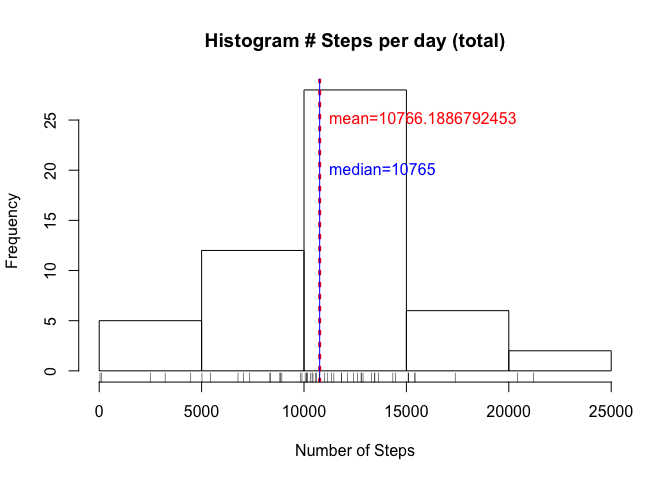 Histogram # Steps per day (total)
Frequency
25
20
15
10
5
0
mean=10766.1886792453
median=10765
0 5000 10000 15000 20000 25000
Number of Steps